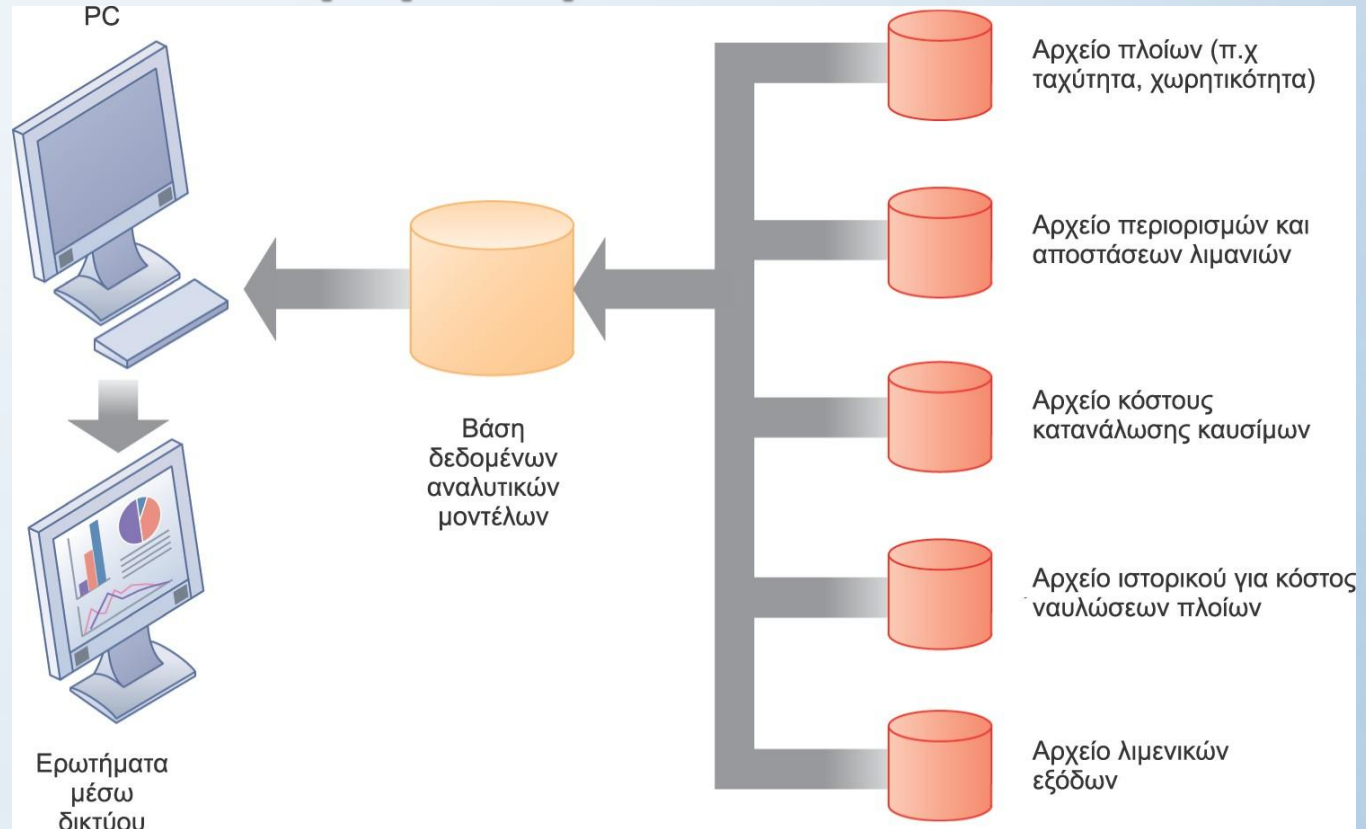 PC
Αρχείο πλοίων (π.χ
ταχύτητα, χωρητικότητα)
Αρχείο περιορισμών και
αποστάσεων λιμανιών
Βάση
δεδομένων
αναλυτικών
μοντέλων
Αρχείο κόστους
κατανάλωσης καυσίμων
Αρχείο ιστορικού για κόστος
ναυλώσεων πλοίων
Αρχείο λιμενικών
εξόδων
Ερωτήματα
μέσω
δικτύου